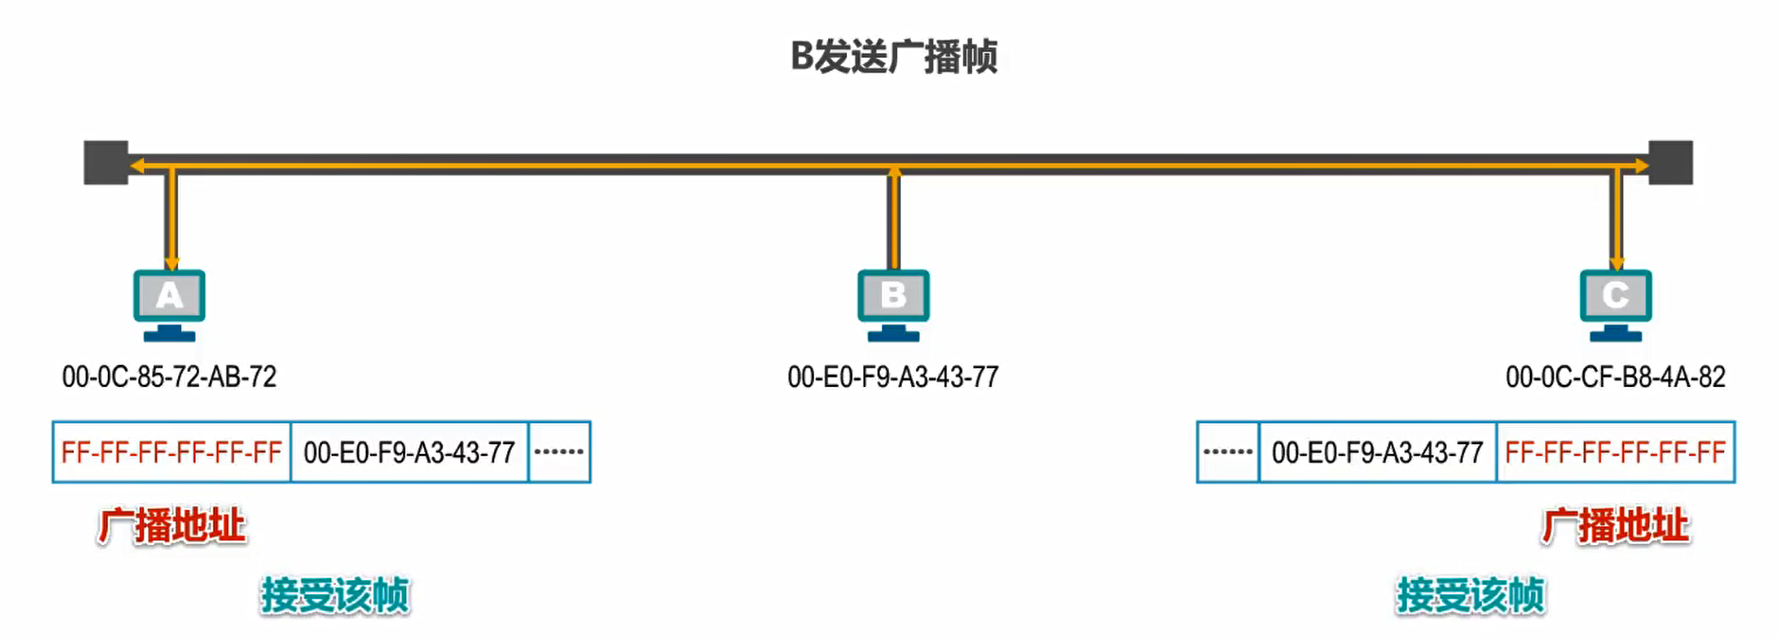 B发送广播帧
A
B
C
00-0C-85-72-AB-72
00-E0-F9-A3-43-77
00-0C-CF-B8-4A-82
FF-FF-FF-FF-FF-FF 00-E0-F9-A3-43-77 ······
······ 00-E0-F9-A3-43-77 FF-FF-FF-FF-FF-FF
广播地址
广播地址
接受该帧
接受该帧